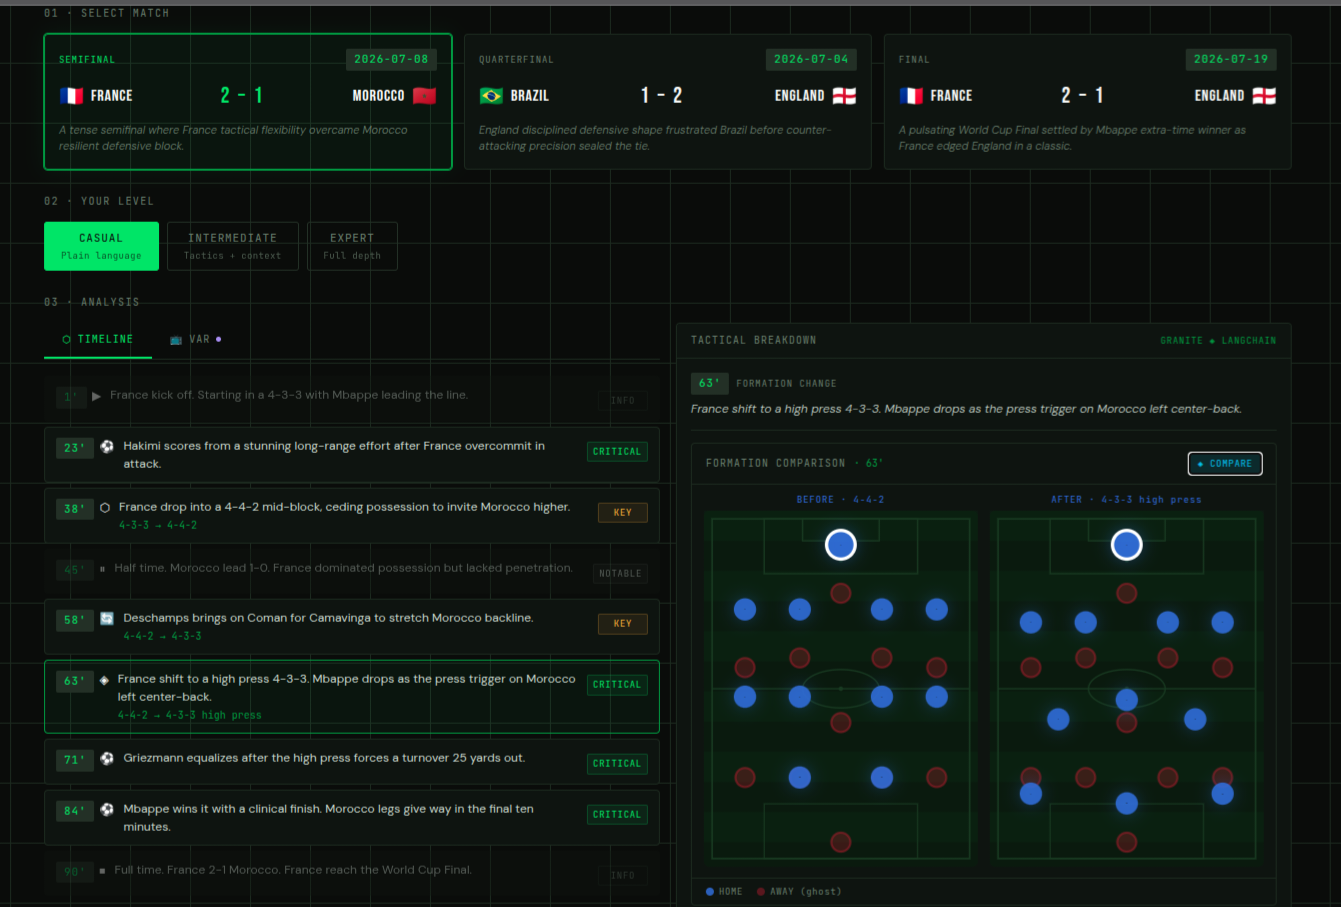 01 · SELECT MATCH
SEMIFINAL
2026-07-08
FRANCE
2 - 1
MOROCCO
A tense semifinal where France tactical flexibility overcame Morocco
resilient defensive block.
QUARTERFINAL
2026-07-04
BRAZIL
1 - 2
ENGLAND
England disciplined defensive shape frustrated Brazil before counter-
attacking precision sealed the tie.
FINAL
2026-07-19
FRANCE
2 - 1
ENGLAND
A pulsating World Cup Final settled by Mbappe extra-time winner as
France edged England in a classic.
02 · YOUR LEVEL
CASUAL
Plain language
INTERMEDIATE
Tactics + context
EXPERT
Full depth
03 · ANALYSIS
TIMELINE
VAR
1'
France kick off. Starting in a 4-3-3 with Mbappe leading the line.
INFO
23'
Hakimi scores from a stunning long-range effort after France overcommit in
attack.
CRITICAL
38'
France drop into a 4-4-2 mid-block, ceding possession to invite Morocco higher.
4-3-3 → 4-4-2
KEY
45'
Half time. Morocco lead 1-0. France dominated possession but lacked penetration.
NOTABLE
58'
Deschamps brings on Coman for Camavinga to stretch Morocco backline.
4-4-2 → 4-3-3
KEY
63'
France shift to a high press 4-3-3. Mbappe drops as the press trigger on Morocco
left center-back.
4-4-2 → 4-3-3 high press
CRITICAL
71'
Griezmann equalizes after the high press forces a turnover 25 yards out.
CRITICAL
84'
Mbappe wins it with a clinical finish. Morocco legs give way in the final ten
minutes.
CRITICAL
90'
Full time. France 2-1 Morocco. France reach the World Cup Final.
INFO
TACTICAL BREAKDOWN
GRANITE ◆ LANGCHAIN
63'
FORMATION CHANGE
France shift to a high press 4-3-3. Mbappe drops as the press trigger on Morocco left center-back.
FORMATION COMPARISON · 63'
◆ COMPARE
BEFORE · 4-4-2
AFTER · 4-3-3 high press
HOME
AWAY (ghost)